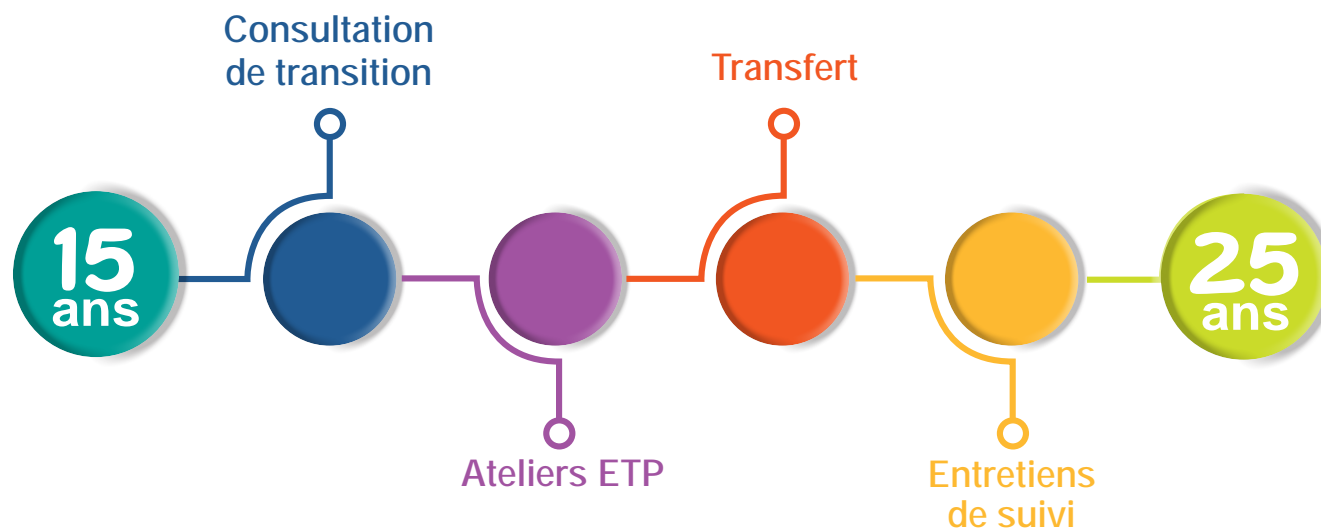 Consultation
de transition
Transfert
15
ans
25
ans
Ateliers ETP
Entretiens
de suivi